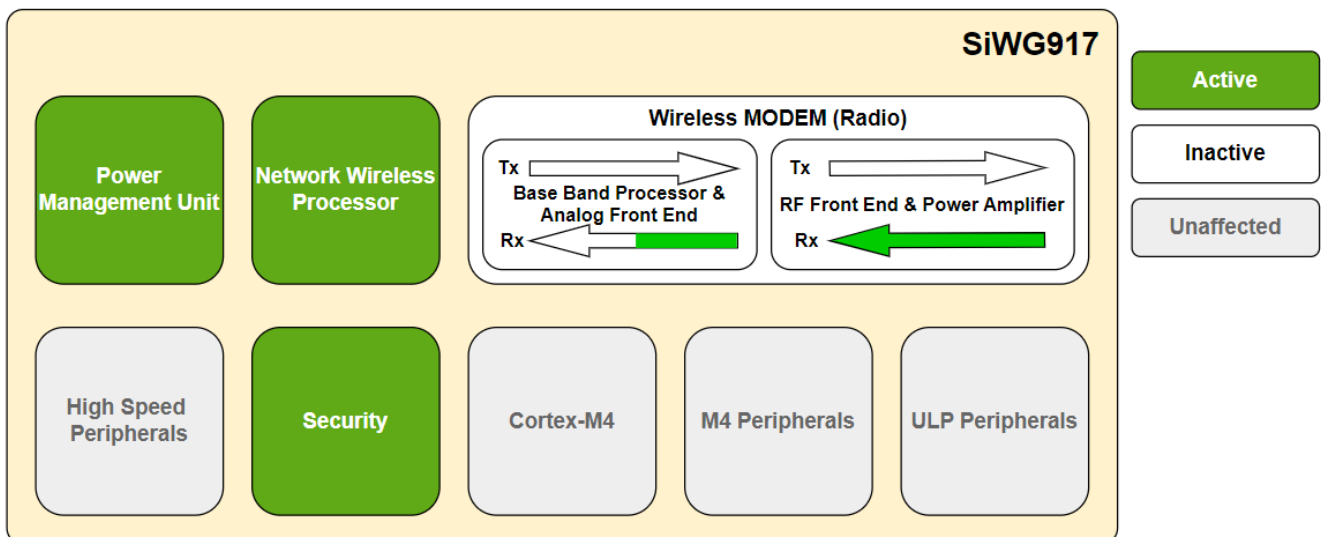 SiWG917
Active
Inactive
Unaffected
Power
Management Unit
Network Wireless
Processor
Wireless MODEM (Radio)
Tx
Base Band Processor &
Analog Front End
Rx
Tx
RF Front End & Power Amplifier
Rx
High Speed
Peripherals
Security
Cortex-M4
M4 Peripherals
ULP Peripherals